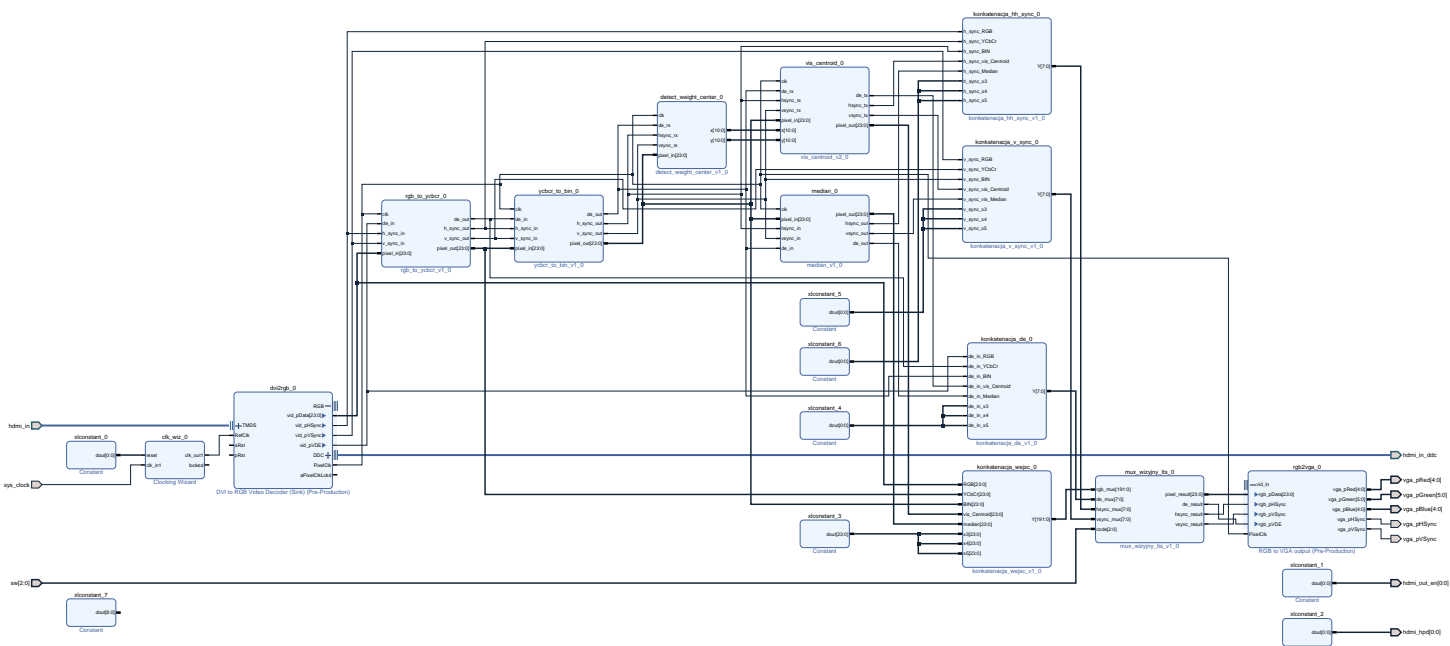 konkatenacja_hh_sync_0
h_sync_RGB
h_sync_YCbCr
h_sync_BIN
h_sync_vis_Centroid
h_sync_Median
h_sync_x3
h_sync_x4
h_sync_x5
Y[7:0]
konkatenacja_hh_sync_v1_0
vis_centroid_0
clk
de_rx
hsync_rx
vsync_rx
pixel_in[23:0]
x[10:0]
y[10:0]
de_tx
hsync_tx
vsync_tx
pixel_out[23:0]
vis_centroid_v2_0
detect_weight_center_0
clk
de_rx
hsync_rx
vsync_rx
pixel_in[23:0]
x[10:0]
y[10:0]
detect_weight_center_v1_0
konkatenacja_v_sync_0
v_sync_RGB
v_sync_YCbCr
v_sync_BIN
v_sync_vis_Centroid
v_sync_vis_Median
v_sync_x3
v_sync_x4
v_sync_x5
Y[7:0]
konkatenacja_v_sync_v1_0
rgb_to_ycbcr_0
clk
de_in
h_sync_in
v_sync_in
pixel_in[23:0]
de_out
h_sync_out
v_sync_out
pixel_out[23:0]
rgb_to_ycbcr_v1_0
ycbcr_to_bin_0
clk
de_in
h_sync_in
v_sync_in
pixel_in[23:0]
de_out
h_sync_out
v_sync_out
pixel_out[23:0]
ycbcr_to_bin_v1_0
median_0
clk
pixel_in[23:0]
hsync_in
vsync_in
de_in
pixel_out[23:0]
hsync_out
vsync_out
de_out
median_v1_0
xlconstant_5
dout[0:0]
Constant
xlconstant_6
dout[0:0]
Constant
konkatenacja_de_0
de_in_RGB
de_in_YCbCr
de_in_BIN
de_in_vis_Centroid
de_in_Median
de_in_x3
de_in_x4
de_in_x5
Y[7:0]
konkatenacja_de_v1_0
xlconstant_4
dout[0:0]
Constant
dvi2rgb_0
TMDS
RefClk
aRst
pRst
RGB
vid_pData[23:0]
vid_pHSync
vid_pVSync
vid_pVDE
DDC
PixelClk
aPixelClkLckd
DVI to RGB Video Decoder (Sink) (Pre-Production)
hdmi_in
xlconstant_0
dout[0:0]
Constant
clk_wiz_0
reset
clk_in1
clk_out1
locked
Clocking Wizard
sys_clock
hdmi_in_ddc
konkatenacja_wejsc_0
RGB[23:0]
YCbCr[23:0]
BIN[23:0]
vis_Centroid[23:0]
median[23:0]
x3[23:0]
x4[23:0]
x5[23:0]
Y[191:0]
konkatenacja_wejsc_v1_0
xlconstant_3
dout[23:0]
Constant
mux_wizyjny_lts_0
rgb_mux[191:0]
de_mux[7:0]
hsync_mux[7:0]
vsync_mux[7:0]
code[2:0]
pixel_result[23:0]
de_result
hsync_result
vsync_result
mux_wizyjny_lts_v1_0
rgb2vga_0
vid_in
rgb_pData[23:0]
rgb_pHSync
rgb_pVSync
rgb_pVDE
PixelClk
vga_pRed[4:0]
vga_pGreen[5:0]
vga_pBlue[4:0]
vga_pHSync
vga_pVSync
RGB to VGA output (Pre-Production)
vga_pRed[4:0]
vga_pGreen[5:0]
vga_pBlue[4:0]
vga_pHSync
vga_pVSync
sw[2:0]
xlconstant_7
dout[8:0]
Constant
xlconstant_1
dout[0:0]
Constant
hdmi_out_en[0:0]
xlconstant_2
dout[0:0]
hdmi_hpd[0:0]